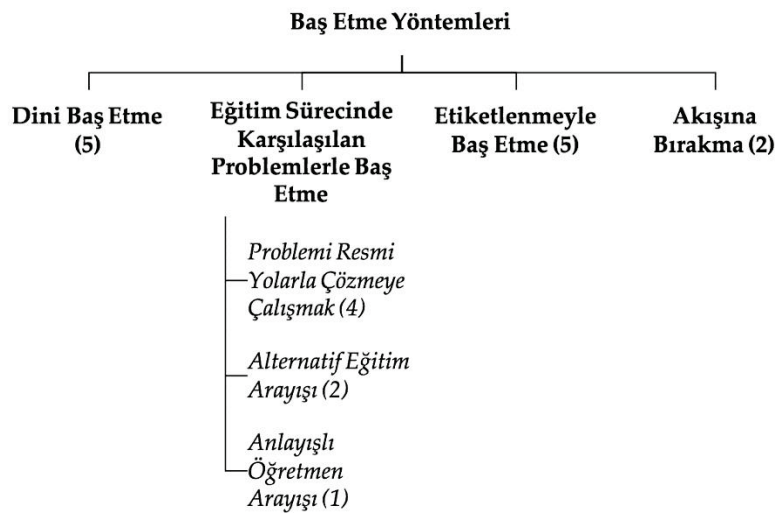 Baş Etme Yöntemleri
Dini Baş Etme
(5)
Eğitim Sürecinde
Karşılaşılan
Problemlerle Baş
Etme
Etiketlenmeyle
Baş Etme (5)
Akışına
Bırakma (2)
Problemi Resmi
Yolarla Çözmeye
Çalışmak (4)
Alternatif Eğitim
Arayışı (2)
Anlayışlı
Öğretmen
Arayışı (1)